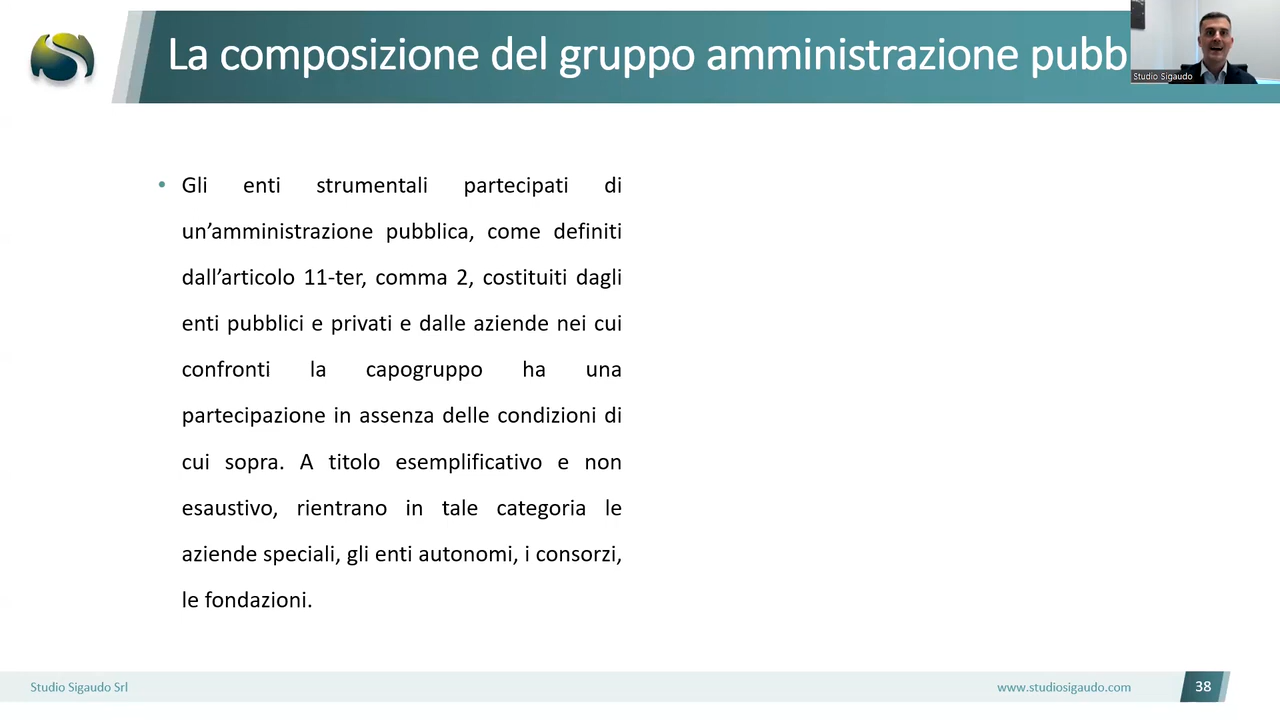 La composizione del gruppo amministrazione pubb
Studio Sigaudo
• Gli enti strumentali partecipati di
un’amministrazione pubblica, come definiti
dall’articolo 11-ter, comma 2, costituiti dagli
enti pubblici e privati e dalle aziende nei cui
confronti la capogruppo ha una
partecipazione in assenza delle condizioni di
cui sopra. A titolo esemplificativo e non
esaustivo, rientrano in tale categoria le
aziende speciali, gli enti autonomi, i consorzi,
le fondazioni.
Studio Sigaudo Srl
www.studiosigaudo.com
38